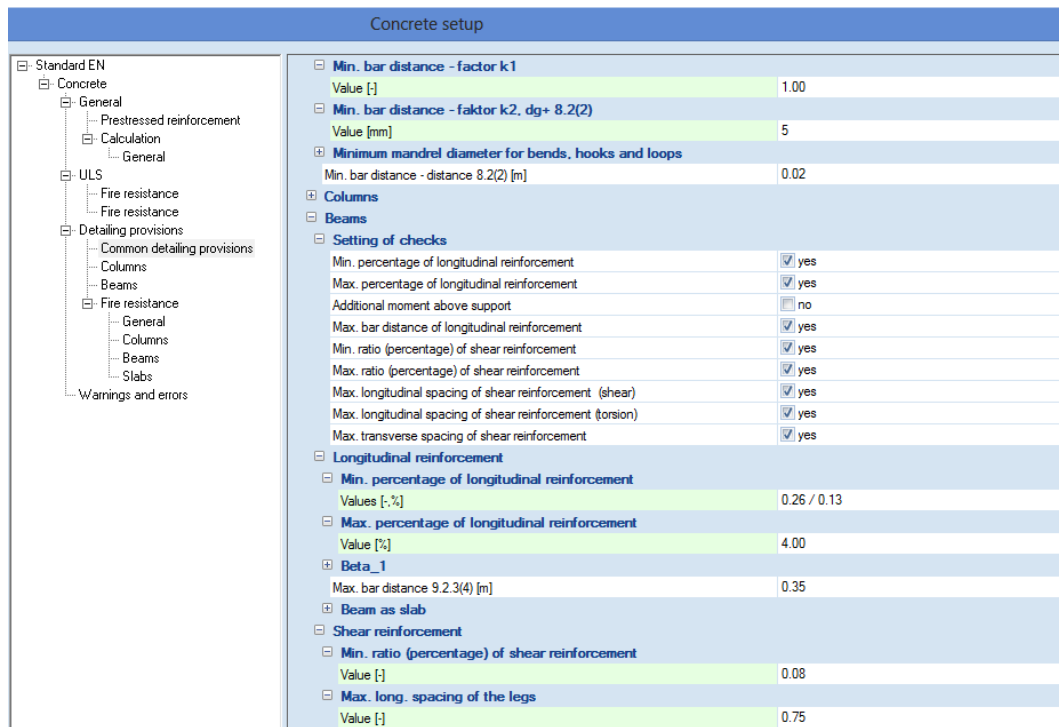 Concrete setup
Standard EN
Concrete
General
Prestressed reinforcement
Calculation
General
ULS
Fire resistance
Fire resistance
Detailing provisions
Common detailing provisions
Columns
Beams
Fire resistance
General
Columns
Beams
Slabs
Warnings and errors
Min. bar distance - factor k1
Value [-] 1.00
Min. bar distance - faktor k2, dg+ 8.2(2)
Value [mm] 5
Minimum mandrel diameter for bends, hooks and loops
Min. bar distance - distance 8.2(2) [m] 0.02
Columns
Beams
Setting of checks
Min. percentage of longitudinal reinforcement yes
Max. percentage of longitudinal reinforcement yes
Additional moment above support no
Max. bar distance of longitudinal reinforcement yes
Min. ratio (percentage) of shear reinforcement yes
Max. ratio (percentage) of shear reinforcement yes
Max. longitudinal spacing of shear reinforcement (shear) yes
Max. longitudinal spacing of shear reinforcement (torsion) yes
Max. transverse spacing of shear reinforcement yes
Longitudinal reinforcement
Min. percentage of longitudinal reinforcement
Values [-,%] 0.26 / 0.13
Max. percentage of longitudinal reinforcement
Value [%] 4.00
Beta_1
Max. bar distance 9.2.3(4) [m] 0.35
Beam as slab
Shear reinforcement
Min. ratio (percentage) of shear reinforcement
Value [-] 0.08
Max. long. spacing of the legs
Value [-] 0.75